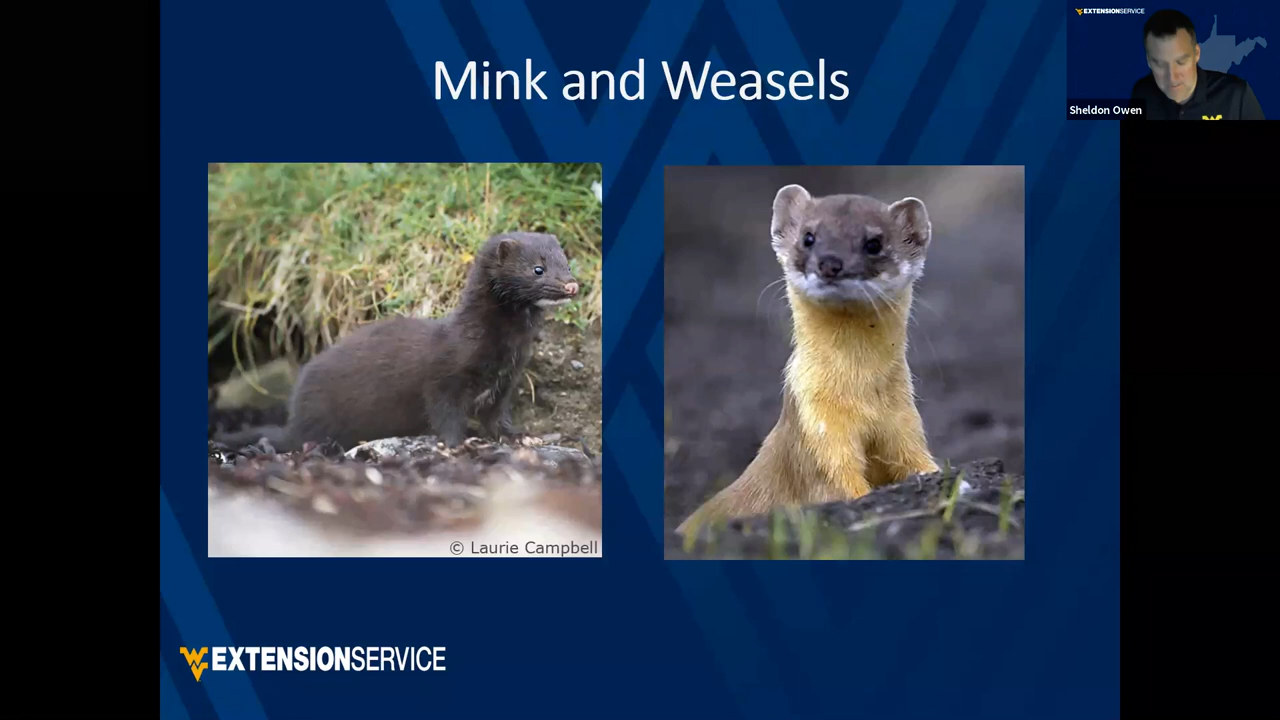 Mink and Weasels
EXTENSIONSERVICE
Sheldon Owen
© Laurie Campbell
EXTENSIONSERVICE